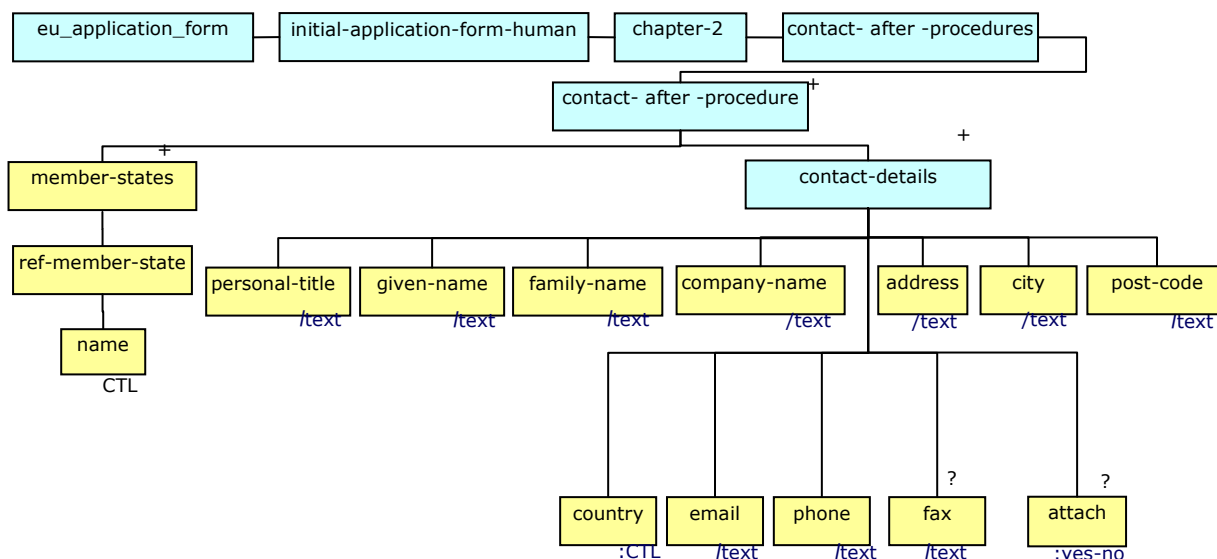 eu_application_form
initial-application-form-human
chapter-2
contact- after -procedures
contact- after -procedure
+
+
+
member-states
contact-details
ref-member-state
personal-title
given-name
family-name
company-name
address
city
post-code
/text
/text
/text
/text
/text
/text
/text
name
CTL
?
?
country
email
phone
fax
attach
:CTL
/text
/text
/text
:yes-no